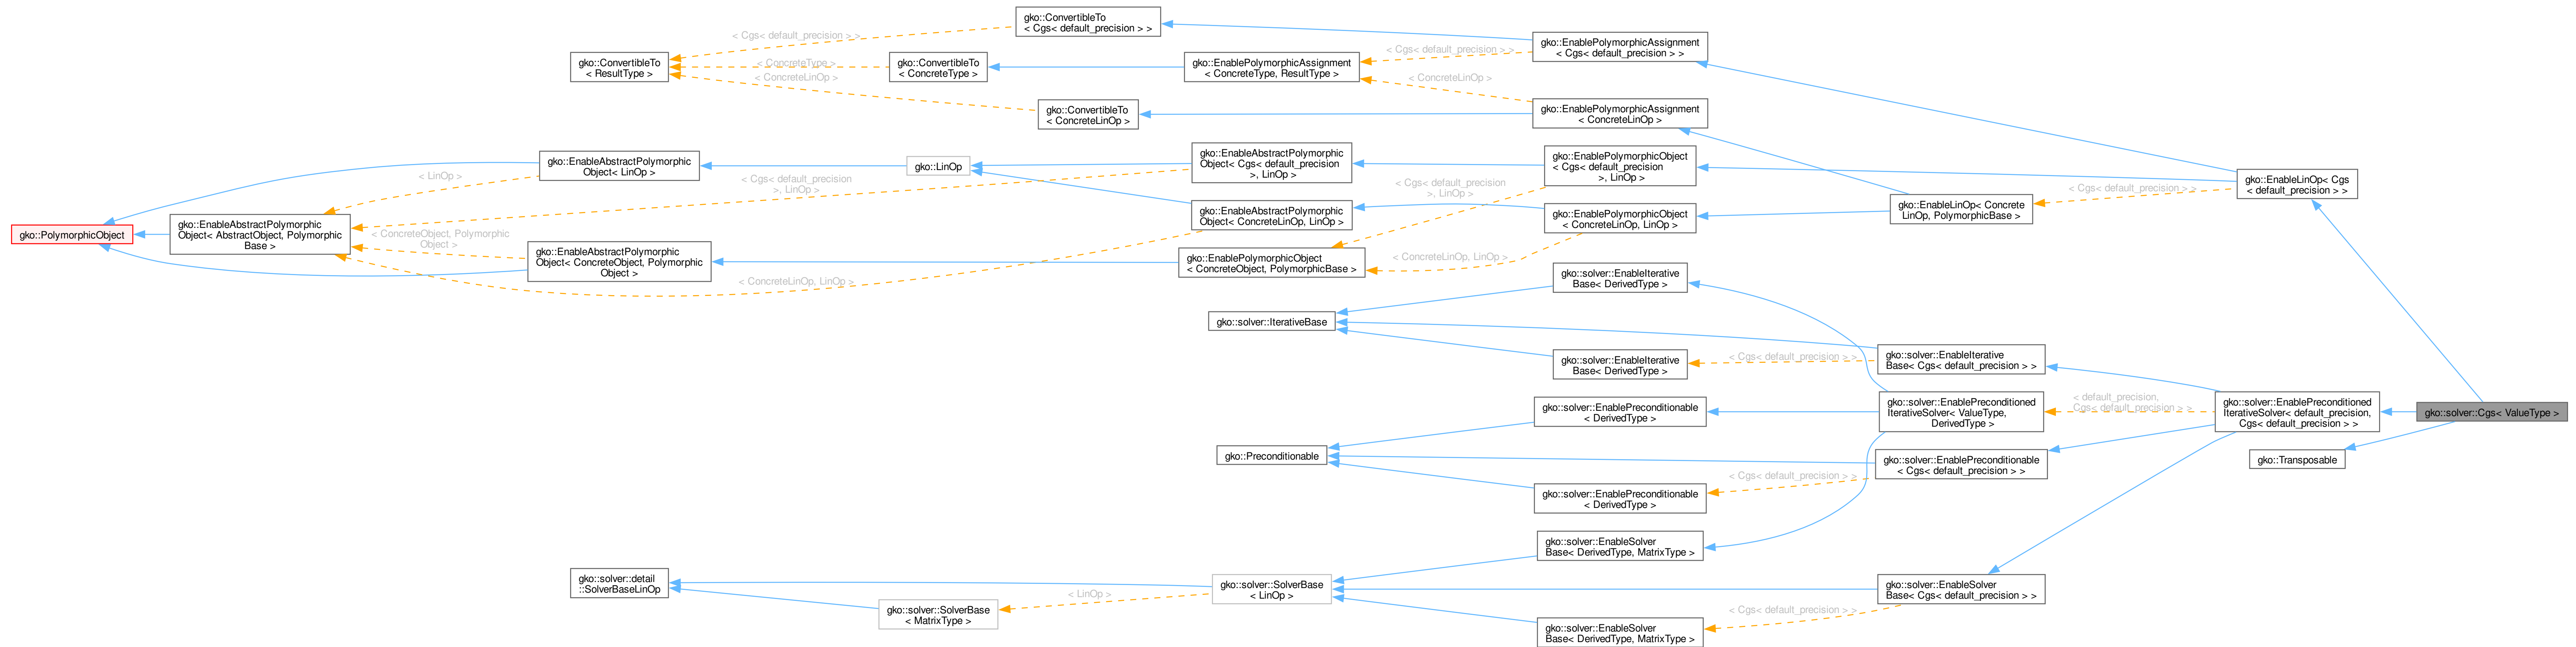 gko::ConvertibleTo
< Cgs< default_precision > >
< Cgs< default_precision > >
gko::ConvertibleTo
< ResultType >
< ConcreteType >
< ConcreteLinOp >
gko::ConvertibleTo
< ConcreteType >
gko::ConvertibleTo
< ConcreteLinOp >
gko::EnablePolymorphicAssignment
< ConcreteType, ResultType >
< Cgs< default_precision > >
< ConcreteLinOp >
gko::EnablePolymorphicAssignment
< Cgs< default_precision > >
gko::EnablePolymorphicAssignment
< ConcreteLinOp >
gko::EnableAbstractPolymorphic
Object< LinOp >
gko::LinOp
gko::EnableAbstractPolymorphic
Object< Cgs< default_precision
>, LinOp >
gko::EnablePolymorphicObject
< Cgs< default_precision
>, LinOp >
gko::EnableLinOp< Cgs
< default_precision > >
< LinOp >
< Cgs< default_precision
>, LinOp >
< Cgs< default_precision
>, LinOp >
< Cgs< default_precision > >
gko::PolymorphicObject
gko::EnableAbstractPolymorphic
Object< AbstractObject, Polymorphic
Base >
< ConcreteObject, Polymorphic
Object >
gko::EnableAbstractPolymorphic
Object< ConcreteObject, Polymorphic
Object >
gko::EnableAbstractPolymorphic
Object< ConcreteLinOp, LinOp >
gko::EnablePolymorphicObject
< ConcreteLinOp, LinOp >
gko::EnableLinOp< Concrete
LinOp, PolymorphicBase >
gko::EnablePolymorphicObject
< ConcreteObject, PolymorphicBase >
< ConcreteLinOp, LinOp >
< ConcreteLinOp, LinOp >
gko::solver::EnableIterative
Base< DerivedType >
gko::solver::IterativeBase
gko::solver::EnableIterative
Base< DerivedType >
< Cgs< default_precision > >
gko::solver::EnableIterative
Base< Cgs< default_precision > >
gko::solver::EnablePreconditionable
< DerivedType >
gko::solver::EnablePreconditioned
IterativeSolver< ValueType,
DerivedType >
< default_precision,
Cgs< default_precision > >
gko::solver::EnablePreconditioned
IterativeSolver< default_precision,
Cgs< default_precision > >
gko::solver::Cgs< ValueType >
gko::Preconditionable
gko::solver::EnablePreconditionable
< Cgs< default_precision > >
gko::Transposable
< Cgs< default_precision > >
gko::solver::EnablePreconditionable
< DerivedType >
gko::solver::EnableSolver
Base< DerivedType, MatrixType >
gko::solver::detail
::SolverBaseLinOp
gko::solver::SolverBase
< MatrixType >
< LinOp >
gko::solver::SolverBase
< LinOp >
gko::solver::EnableSolver
Base< Cgs< default_precision > >
< Cgs< default_precision > >
gko::solver::EnableSolver
Base< DerivedType, MatrixType >